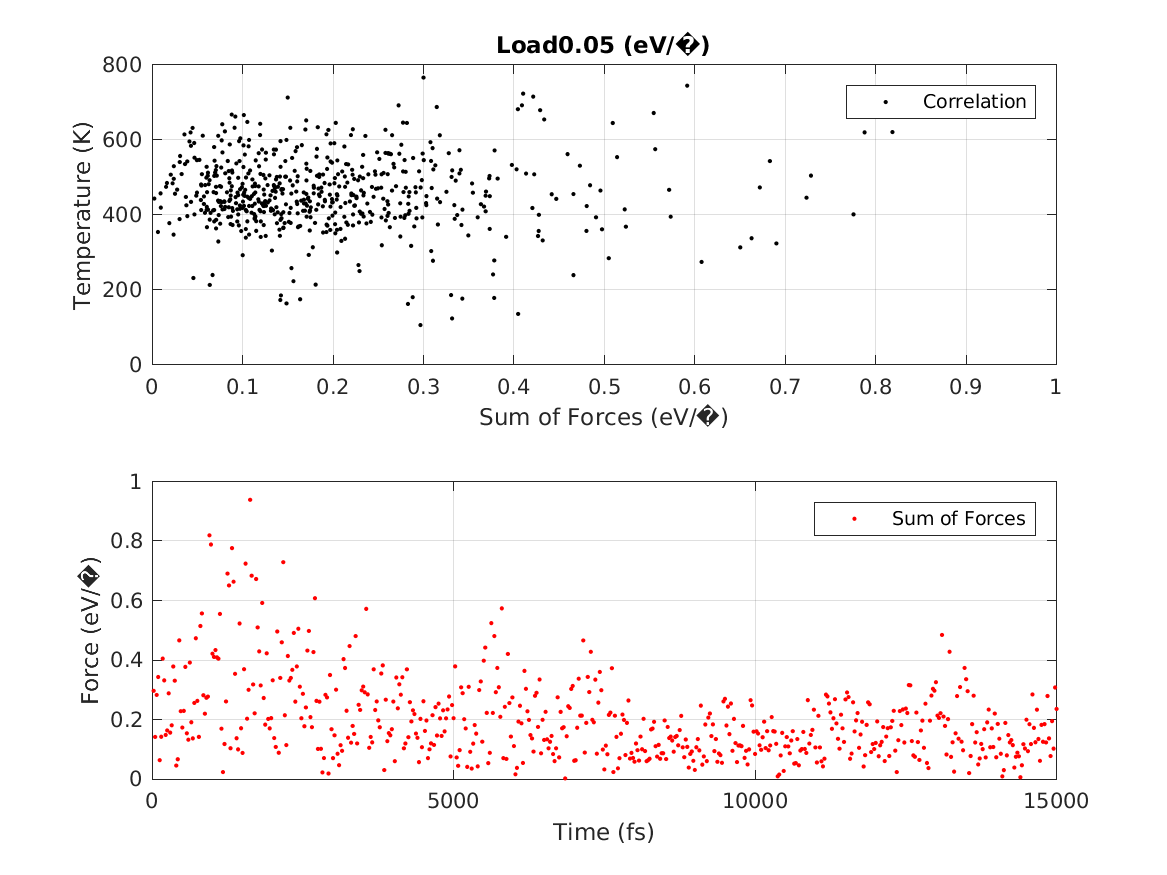 Load0.05 (eV/�)
800
600
400
200
0
Temperature (K)
Correlation
0 0.1 0.2 0.3 0.4 0.5 0.6 0.7 0.8 0.9 1
Sum of Forces (eV/�)
1
0.8
0.6
0.4
0.2
0
Force (eV/�)
Sum of Forces
0 5000 10000 15000
Time (fs)